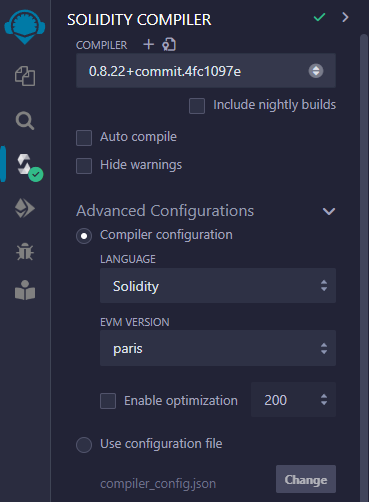 SOLIDITY COMPILER
COMPILER
0.8.22+commit.4fc1097e
Include nightly builds
Auto compile
Hide warnings
Advanced Configurations
Compiler configuration
LANGUAGE
Solidity
EVM VERSION
paris
Enable optimization 200
Use configuration file
compiler_config.json Change